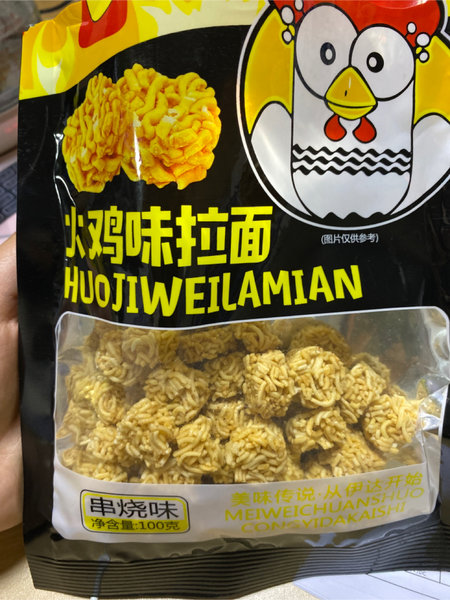 火鸡味拉面
(图片仅供参考)
HUOJIWEILAMIAN
串烧味
净含量:100克
美味传说·从伊达开始
MEIWEICHUANSHUO
CONGYIDAKAISHI